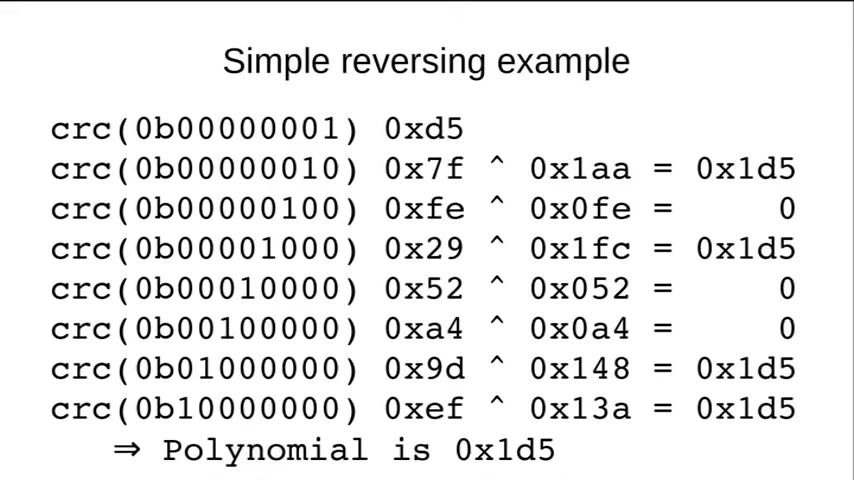 Simple reversing example
crc(0b00000001) 0xd5
crc(0b00000010) 0x7f ^ 0x1aa = 0x1d5
crc(0b00000100) 0xfe ^ 0x0fe = 0
crc(0b00001000) 0x29 ^ 0x1fc = 0x1d5
crc(0b00010000) 0x52 ^ 0x052 = 0
crc(0b00100000) 0xa4 ^ 0x0a4 = 0
crc(0b01000000) 0x9d ^ 0x148 = 0x1d5
crc(0b10000000) 0xef ^ 0x13a = 0x1d5
⇒ Polynomial is 0x1d5